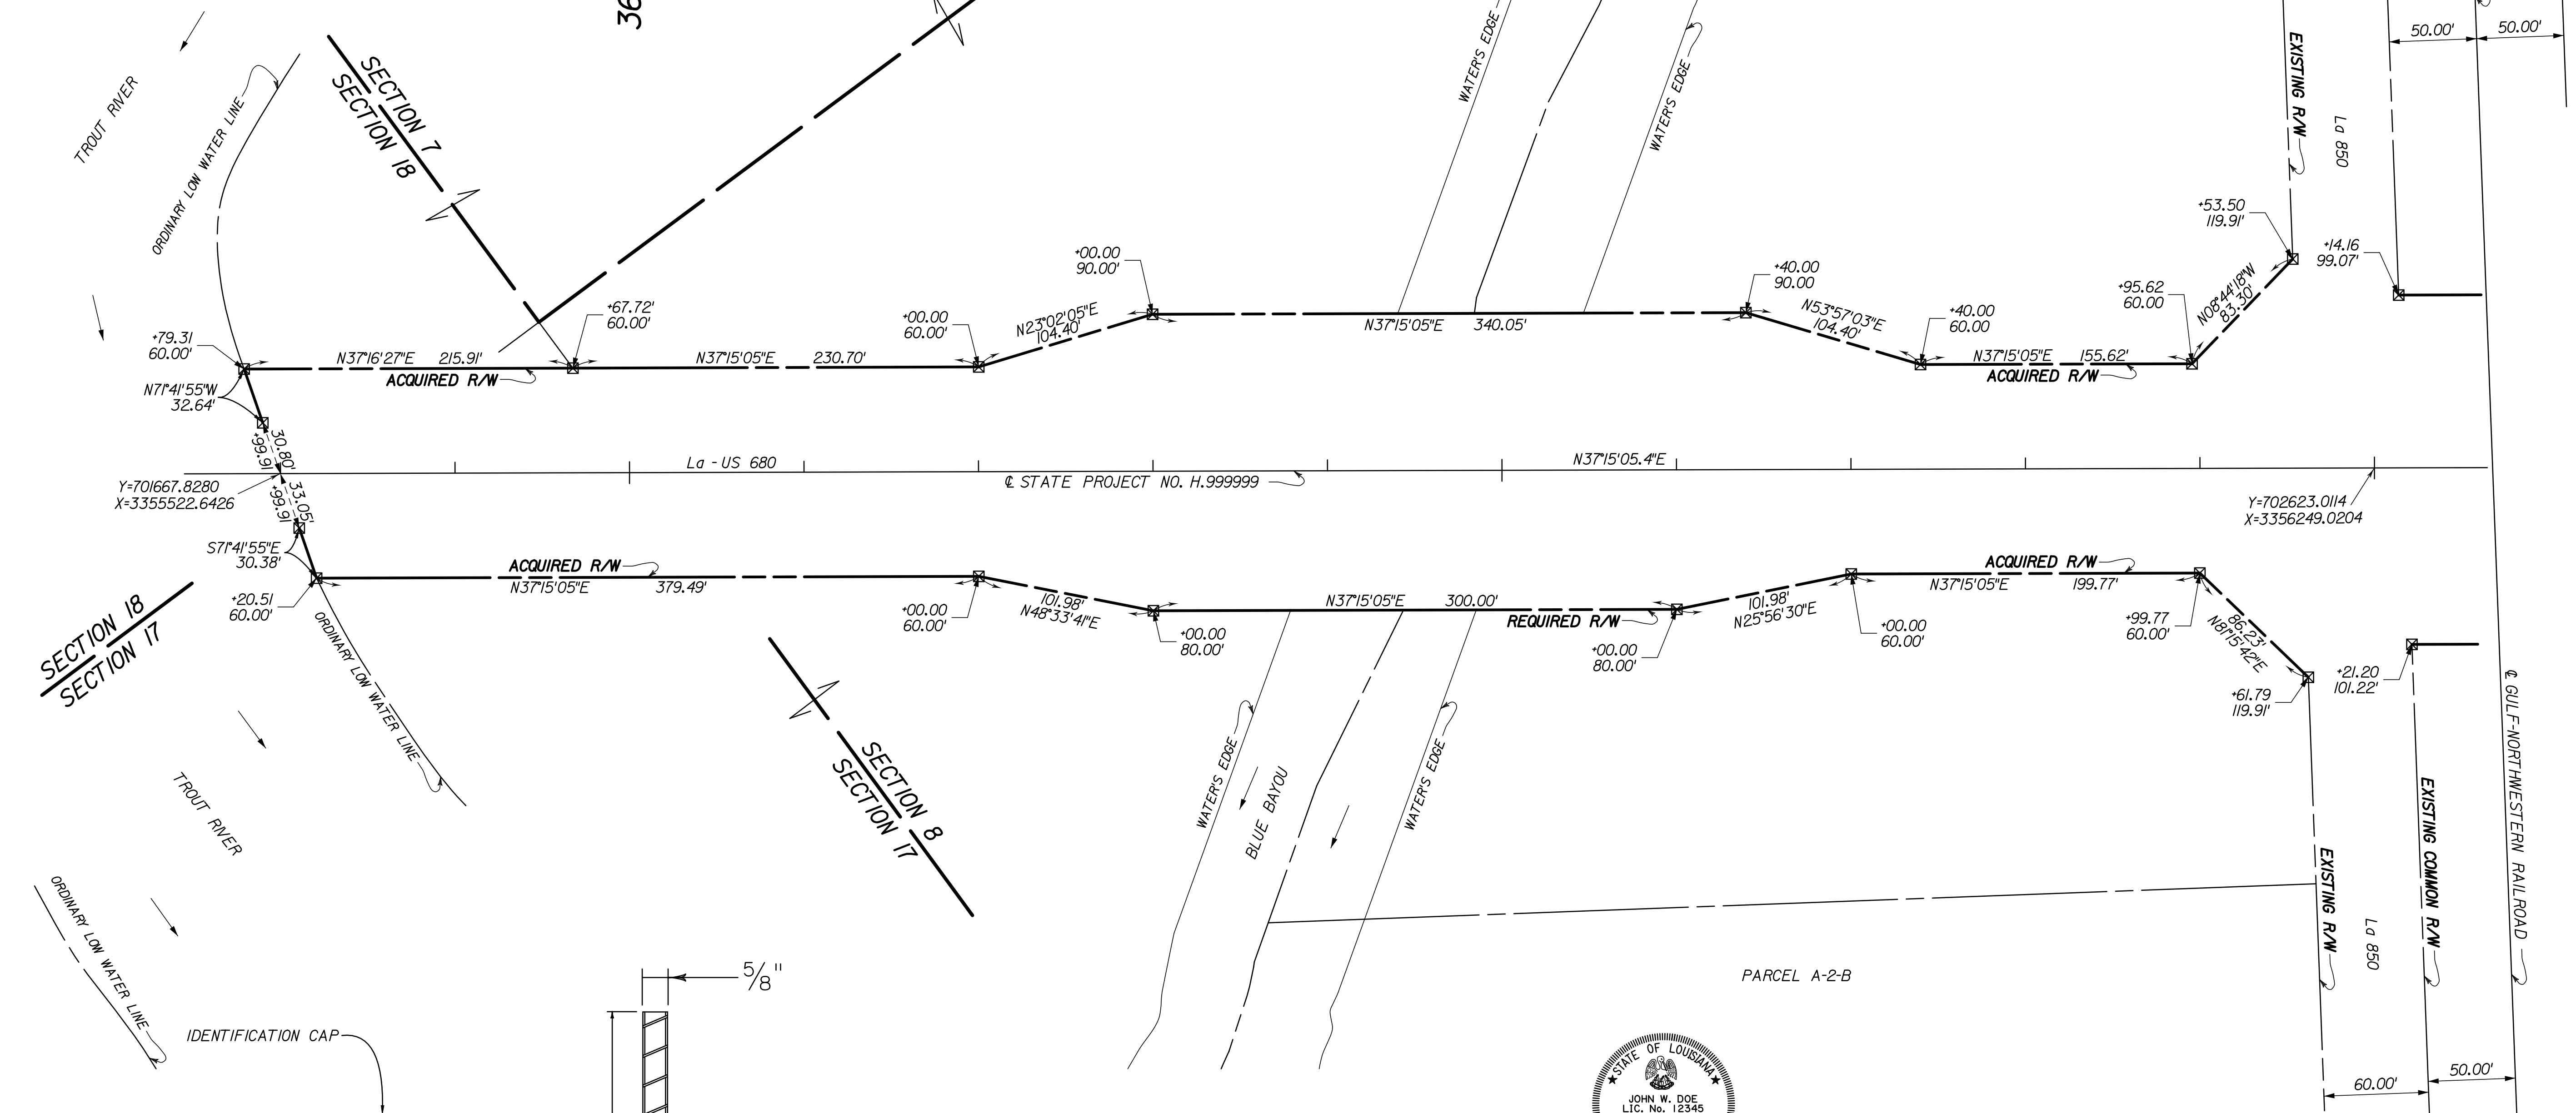 36
50.00'
50.00'
WATER'S EDGE
WATER'S EDGE
EXISTING R/W
La 850
TROUT RIVER
ORDINARY LOW WATER LINE
SECTION 7
SECTION 18
+53.50
119.91'
+14.16
99.07'
+00.00
90.00'
+40.00
90.00
+67.72'
60.00'
+00.00
60.00'
N23°02'05"E
104.40'
N37°15'05"E 340.05'
N53°57'03"E
104.40'
+40.00
60.00
+95.62
60.00
N08°44'18"W
83.30'
+79.31
60.00'
N37°16'27"E 215.91'
ACQUIRED R/W
N37°15'05"E 230.70'
N37°15'05"E 155.62'
ACQUIRED R/W
N71°41'55"W
32.64'
30.80'
+99.91
La - US 680
N37°15'05.4"E
℄ STATE PROJECT NO. H.999999
Y=701667.8280
X=3355522.6426
33.05'
+99.91
Y=702623.0114
X=3356249.0204
S71°41'55"E
30.38'
ACQUIRED R/W
N37°15'05"E 379.49'
+20.51
60.00'
+00.00
60.00'
101.98'
N48°33'41"E
+00.00
80.00'
N37°15'05"E 300.00'
REQUIRED R/W
+00.00
80.00'
101.98'
N25°56'30"E
+00.00
60.00'
ACQUIRED R/W
N37°15'05"E 199.77'
+99.77
60.00'
86.23'
N81°15'42"E
+61.79
119.91'
+21.20
101.22'
℄ GULF-NORTHWESTERN RAILROAD
SECTION 18
SECTION 17
ORDINARY LOW WATER LINE
TROUT RIVER
SECTION 8
SECTION 17
WATER'S EDGE
BLUE BAYOU
WATER'S EDGE
EXISTING R/W
La 850
EXISTING COMMON R/W
ORDINARY LOW WATER LINE
PARCEL A-2-B
5/8"
IDENTIFICATION CAP
STATE OF LOUISIANA
JOHN W. DOE
LIC. No. 12345
60.00'
50.00'